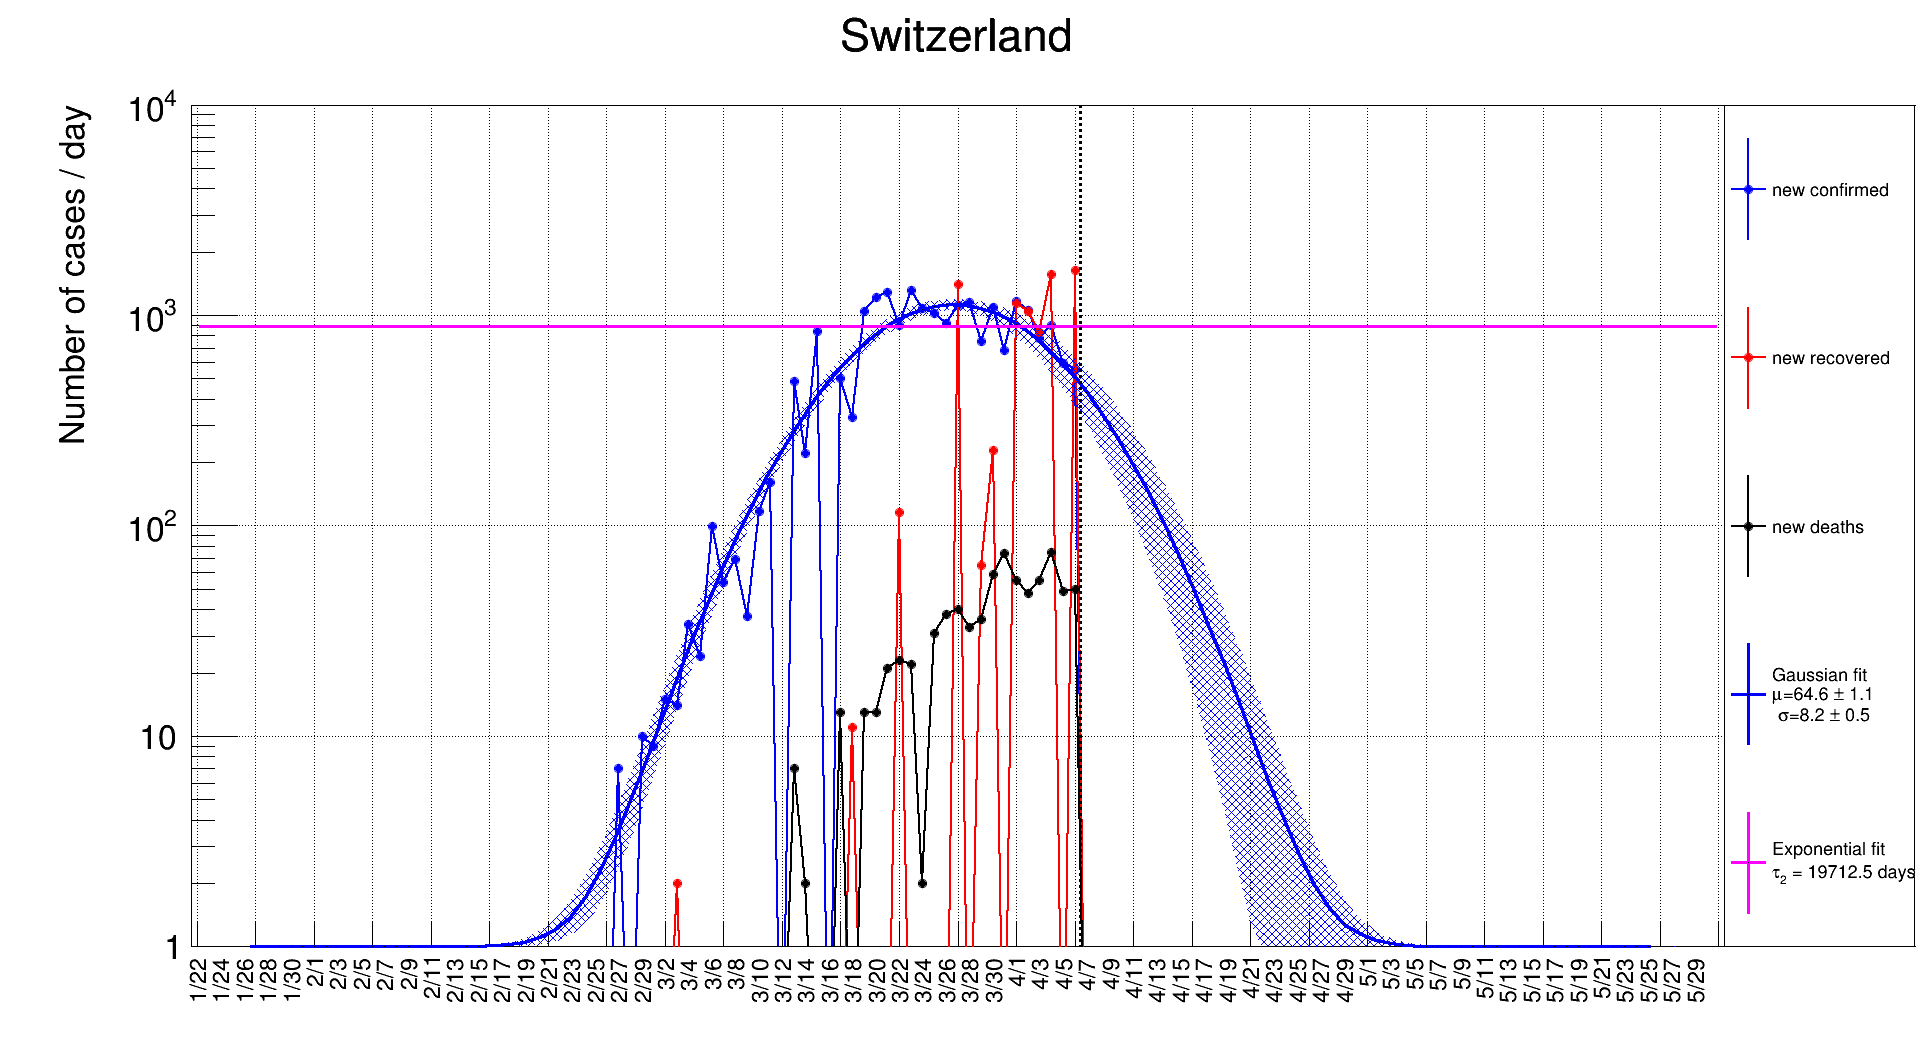 Switzerland
Number of cases / day
10^4
10^3
10^2
10
1
1/22 1/24 1/26 1/28 1/30 2/1 2/3 2/5 2/7 2/9 2/11 2/13 2/15 2/17 2/19 2/21 2/23 2/25 2/27 2/29 3/2 3/4 3/6 3/8 3/10 3/12 3/14 3/16 3/18 3/20 3/22 3/24 3/26 3/28 3/30 4/1 4/3 4/5 4/7 4/9 4/11 4/13 4/15 4/17 4/19 4/21 4/23 4/25 4/27 4/29 5/1 5/3 5/5 5/7 5/9 5/11 5/13 5/15 5/17 5/19 5/21 5/23 5/25 5/27 5/29
new confirmed
new recovered
new deaths
Gaussian fit
μ=64.6 ± 1.1
σ=8.2 ± 0.5
Exponential fit
τ₂ = 19712.5 days